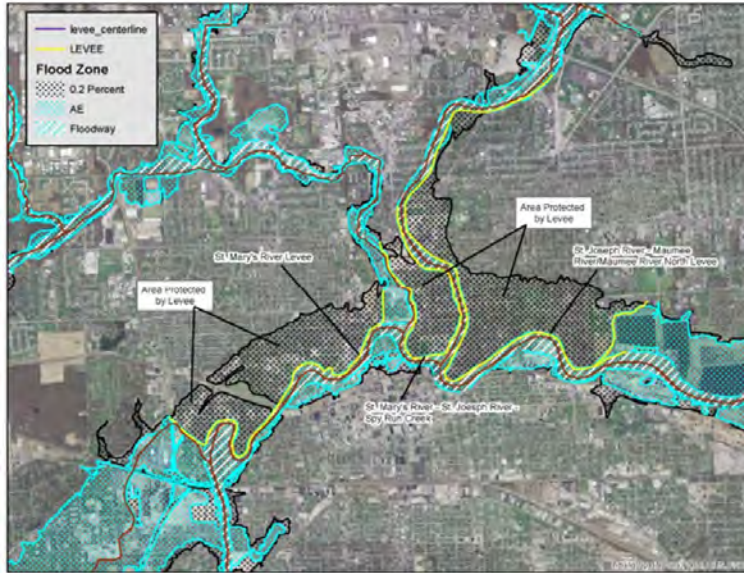 levee_centerline
LEVEE
Flood Zone
0.2 Percent
AE
Floodway
Area Protected
by Levee
St. Mary's River Levee
St. Joseph River - Maumee
River/Maumee River North Levee
Area Protected
by Levee
St. Mary's River - St. Joesph River -
Spy Run Creek